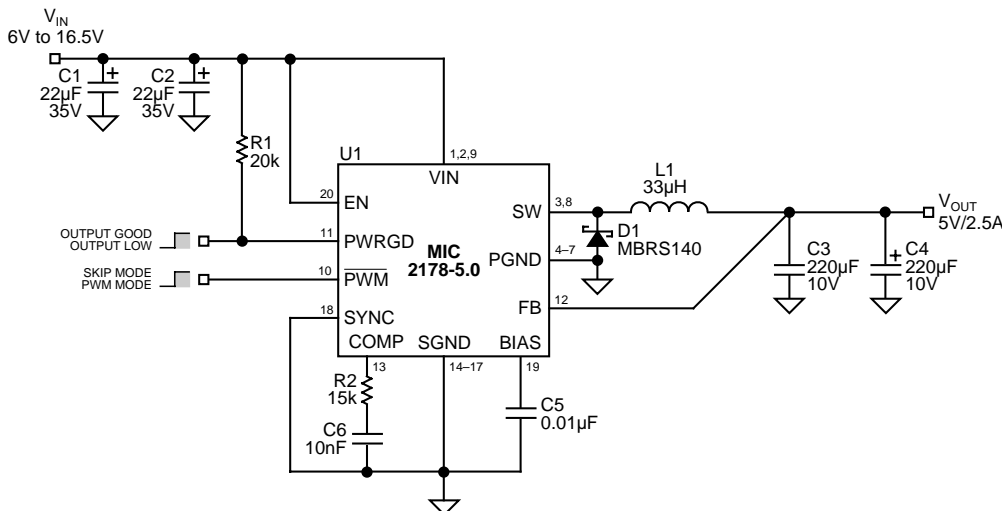 VIN
6V to 16.5V
C1
22µF
35V
C2
22µF
35V
R1
20k
U1
1,2,9
VIN
20
EN
SW
3,8
L1
33µH
VOUT
5V/2.5A
OUTPUT GOOD
OUTPUT LOW
11
PWRGD
MIC
2178-5.0
D1
MBRS140
PGND
4–7
C3
220µF
10V
C4
220µF
10V
SKIP MODE
PWM MODE
10
PWM
FB
12
18
SYNC
COMP
SGND
BIAS
13
14–17
19
R2
15k
C6
10nF
C5
0.01µF